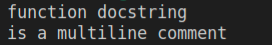 function docstring
is a multiline comment